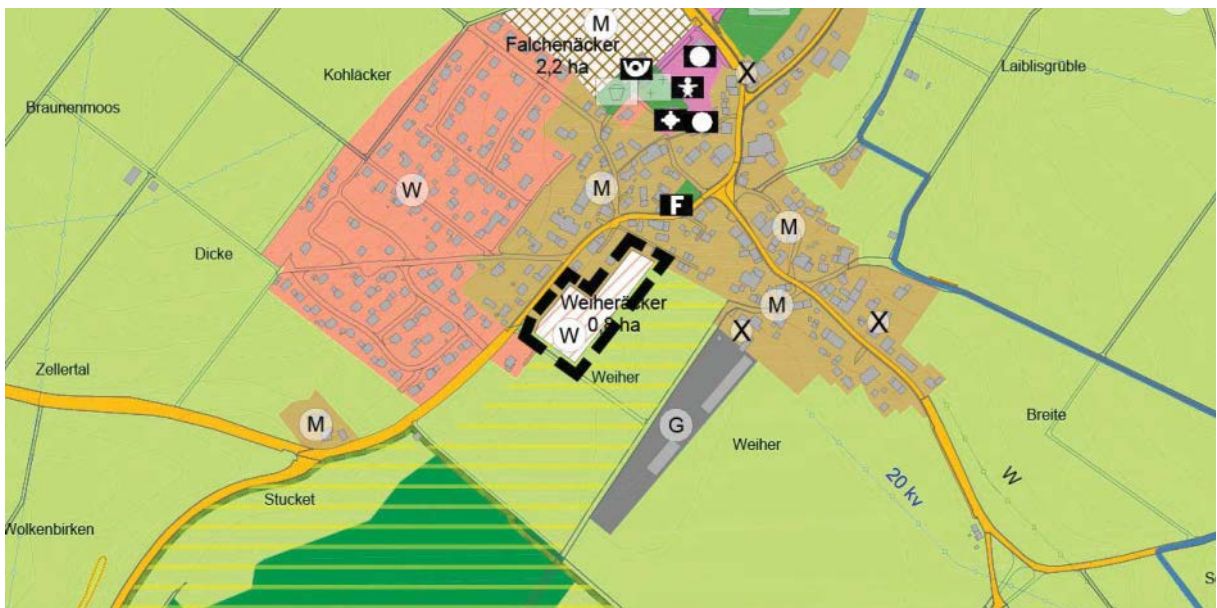 M
Falchenäcker
2,2 ha
Kohläcker
Laiblisgrüble
X
Braunenmoos
W
M
F
M
Dicke
Weiheräcker
0,8 ha
W
M
X
X
Zellertal
Weiher
Breite
M
G
Weiher
W
20 kv
Stucket
Wolkenbirken